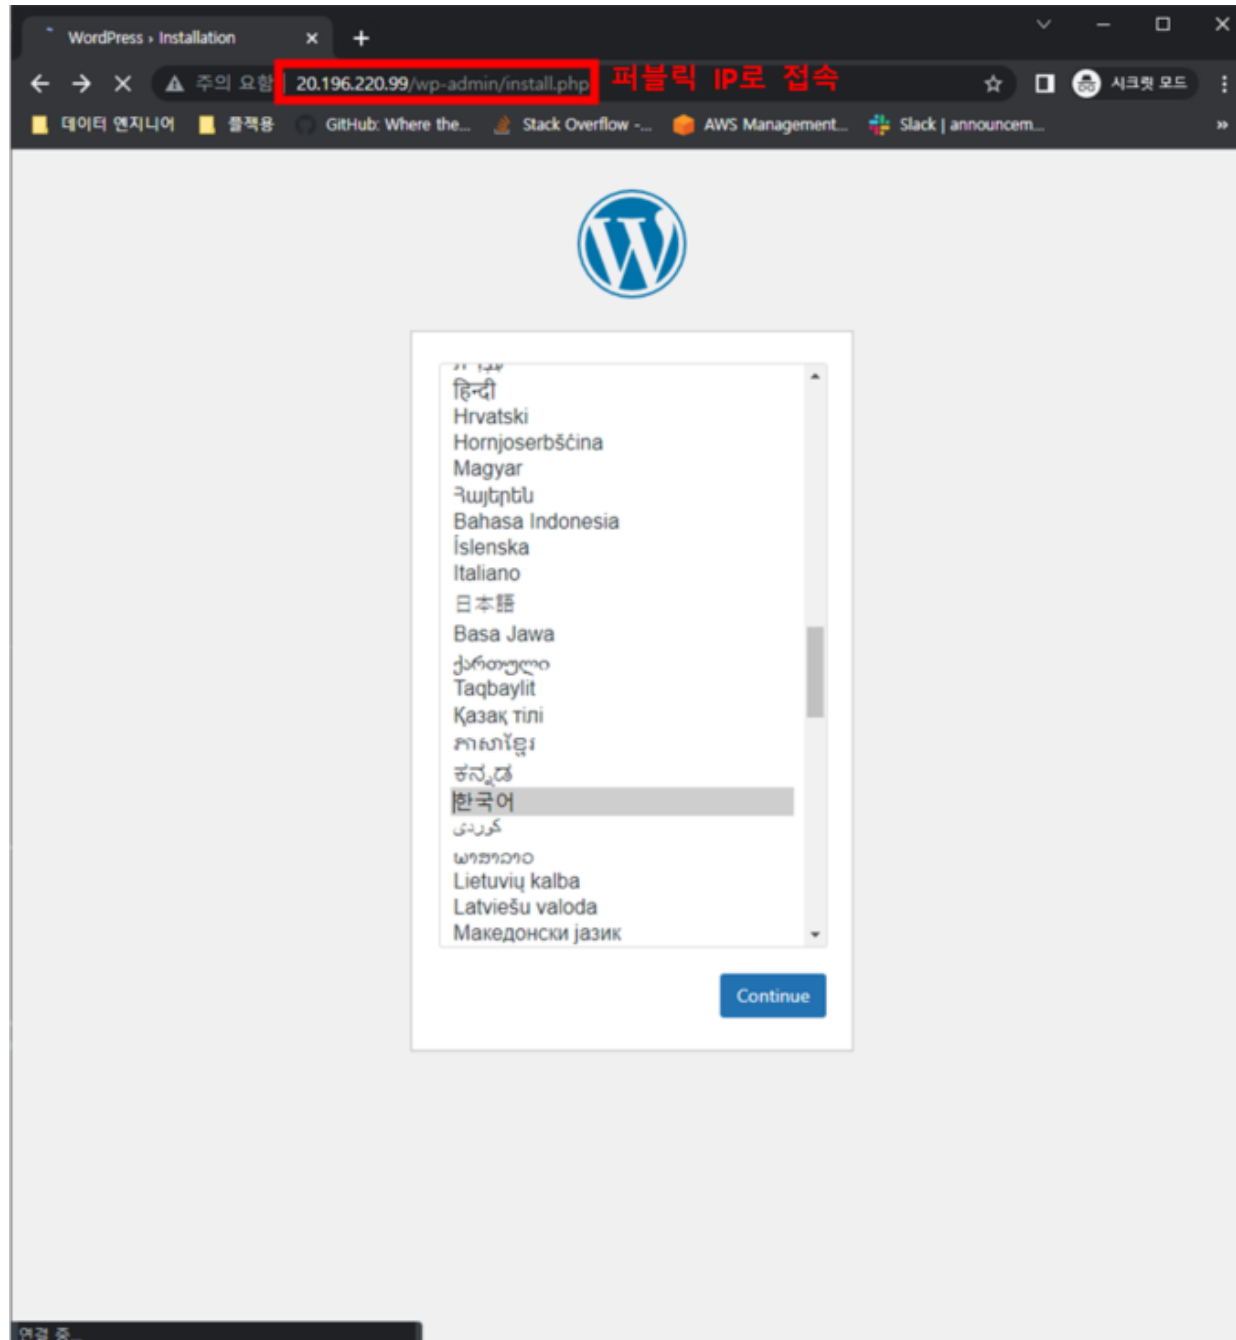 WordPress › Installation
주의 요함 20.196.220.99/wp-admin/install.php 퍼블릭 IP로 접속 시크릿 모드
데이터 엔지니어 플젝용 GitHub: Where the... Stack Overflow -... AWS Management... Slack | announcem...
हिन्दी
Hrvatski
Hornjoserbšćina
Magyar
Հայերեն
Bahasa Indonesia
Íslenska
Italiano
日本語
Basa Jawa
ქართული
Taqbaylit
Қазақ тілі
ភាសាខ្មែរ
ಕನ್ನಡ
한국어
كوردی
ພາສາລາວ
Lietuvių kalba
Latviešu valoda
Македонски јазик
Continue
연결 중...